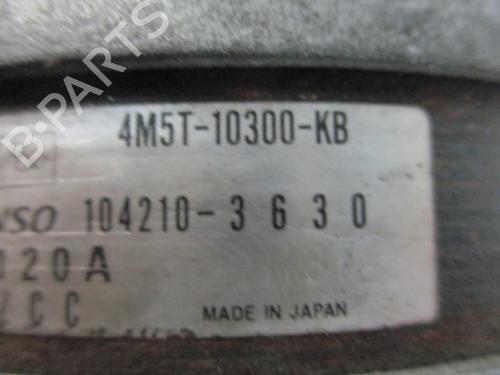 4M5T-10300-KB
NSO 104210-3630
120A
CC
MADE IN JAPAN
B-PARTS